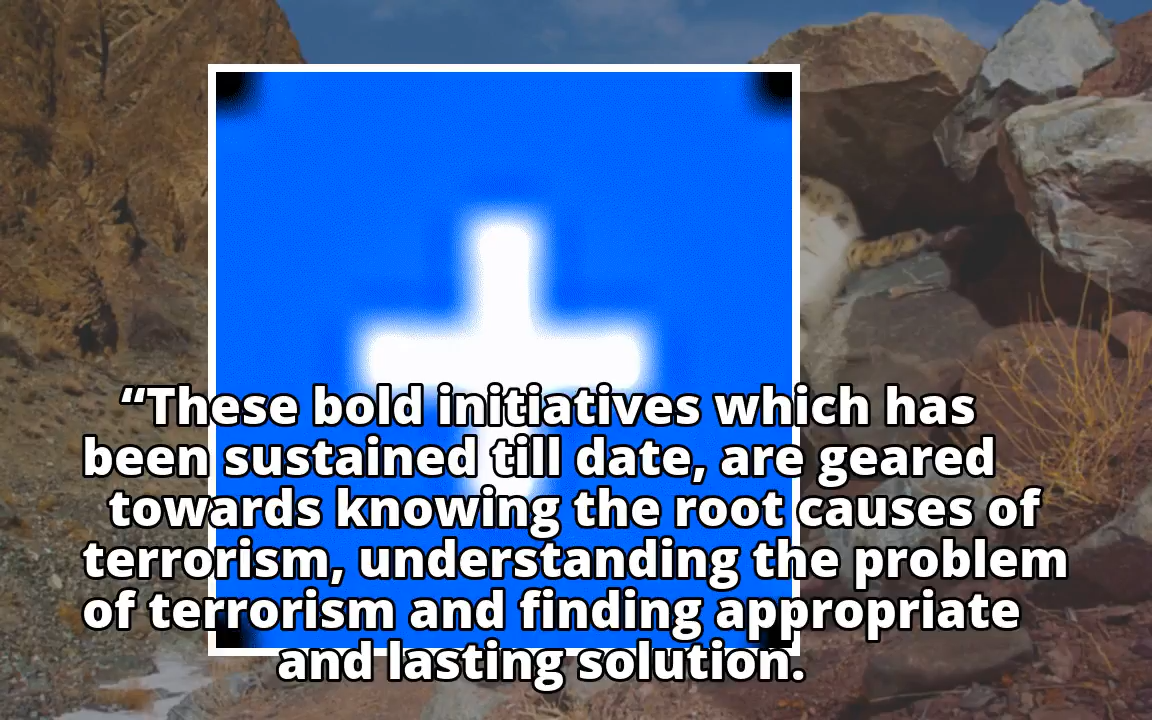 “These bold initiatives which has
been sustained till date, are geared
towards knowing the root causes of
terrorism, understanding the problem
of terrorism and finding appropriate
and lasting solution.